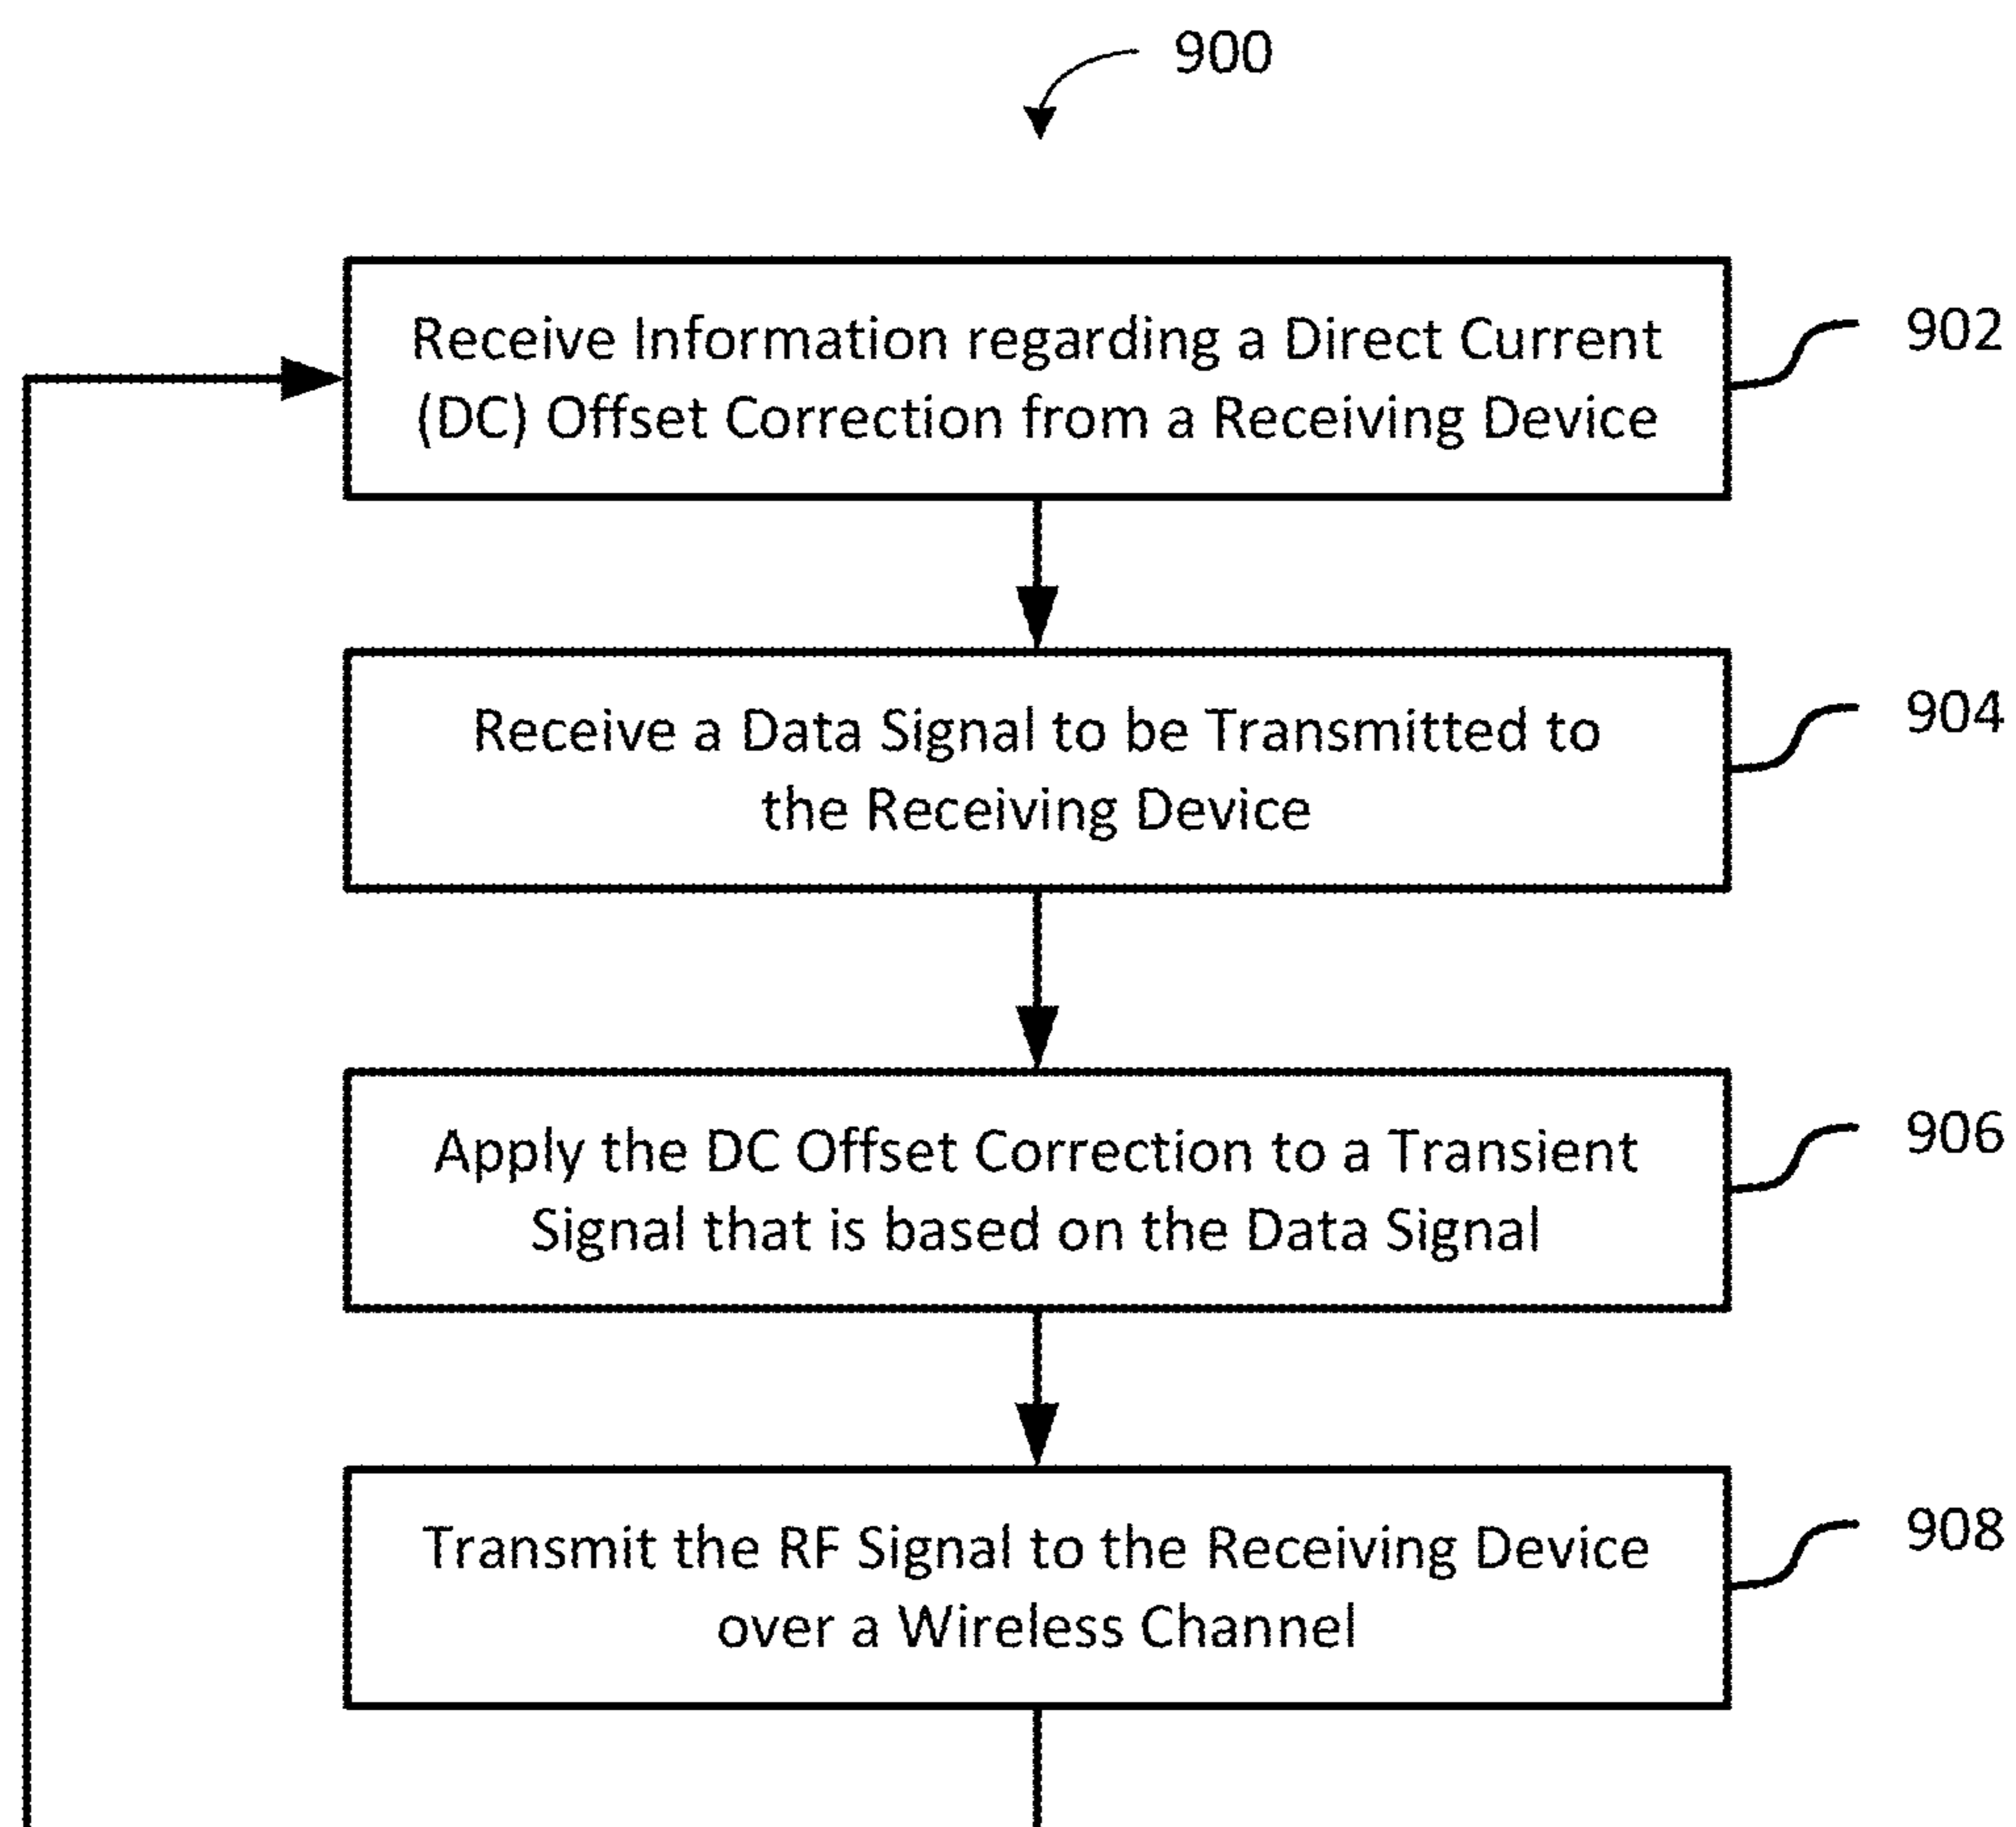 900
Receive Information regarding a Direct Current
(DC) Offset Correction from a Receiving Device
902
Receive a Data Signal to be Transmitted to
the Receiving Device
904
Apply the DC Offset Correction to a Transient
Signal that is based on the Data Signal
906
Transmit the RF Signal to the Receiving Device
over a Wireless Channel
908